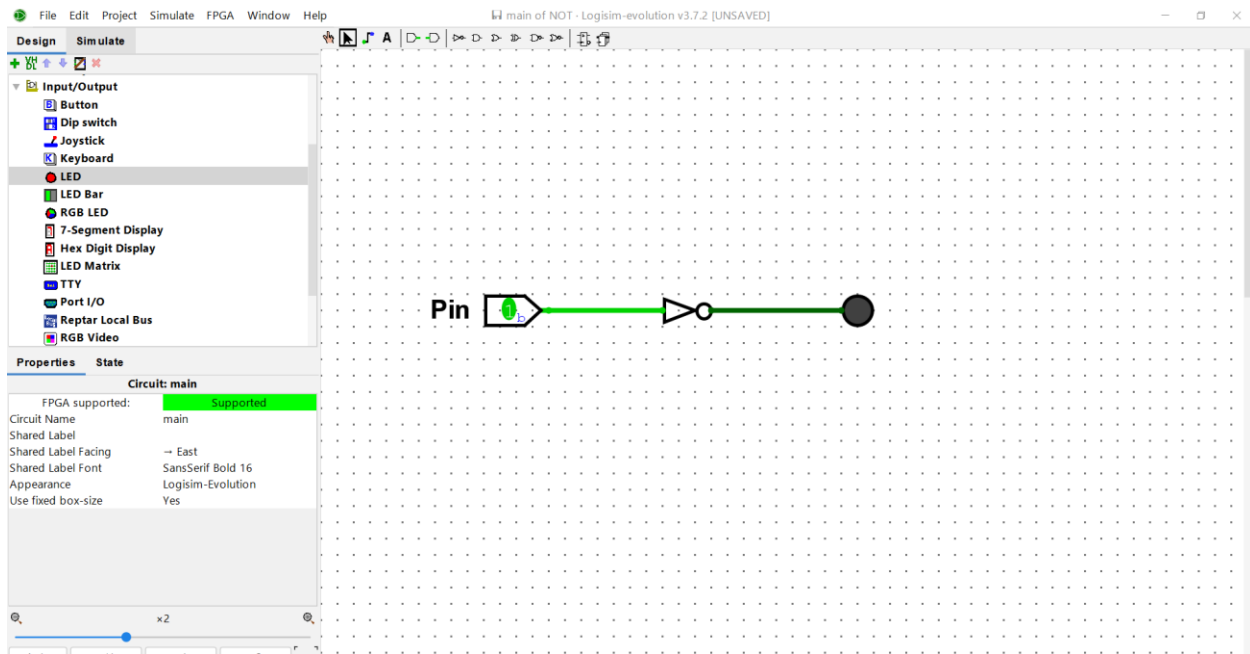 File Edit Project Simulate FPGA Window Help
main of NOT · Logisim-evolution v3.7.2 [UNSAVED]
Design Simulate
A
VH
DL
Input/Output
Button
Dip switch
Joystick
Keyboard
LED
LED Bar
RGB LED
7-Segment Display
Hex Digit Display
LED Matrix
TTY
Port I/O
Reptar Local Bus
RGB Video
Pin 1 b
Properties State
Circuit: main
FPGA supported: Supported
Circuit Name main
Shared Label
Shared Label Facing → East
Shared Label Font SansSerif Bold 16
Appearance Logisim-Evolution
Use fixed box-size Yes
×2